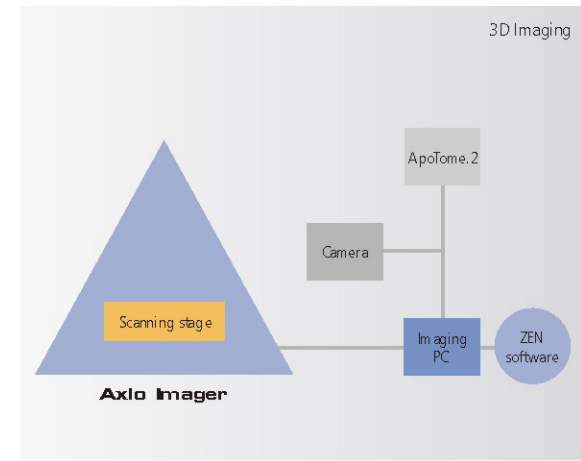 3D Imaging
ApoTome.2
Camera
Scanning stage
Imaging
PC
ZEN
software
Axio Imager